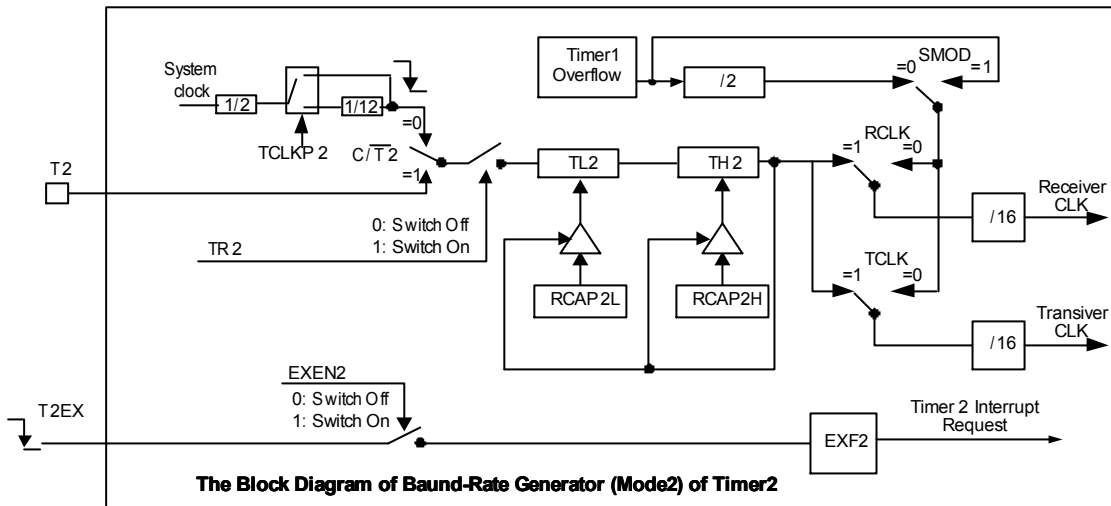 System
clock
1/2
1/12
TCLKP 2
=0
C/T̅ 2
=1
T2
TR 2
0: Switch Off
1: Switch On
Timer1
Overflow
/2
SMOD
=0
=1
TL2
TH 2
RCAP 2L
RCAP2H
RCLK
=1
=0
/16
Receiver
CLK
TCLK
=1
=0
/16
Transiver
CLK
EXEN2
0: Switch Off
1: Switch On
T2EX
EXF2
Timer 2 Interrupt
Request
The Block Diagram of Baund-Rate Generator (Mode2) of Timer2